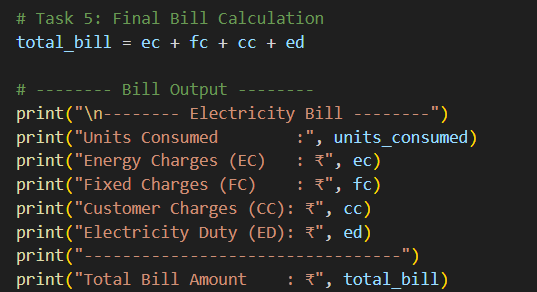 # Task 5: Final Bill Calculation
total_bill = ec + fc + cc + ed
# -------- Bill Output --------
print("\n-------- Electricity Bill --------")
print("Units Consumed        :", units_consumed)
print("Energy Charges (EC)   : ₹", ec)
print("Fixed Charges (FC)    : ₹", fc)
print("Customer Charges (CC): ₹", cc)
print("Electricity Duty (ED): ₹", ed)
print("---------------------------------")
print("Total Bill Amount    : ₹", total_bill)